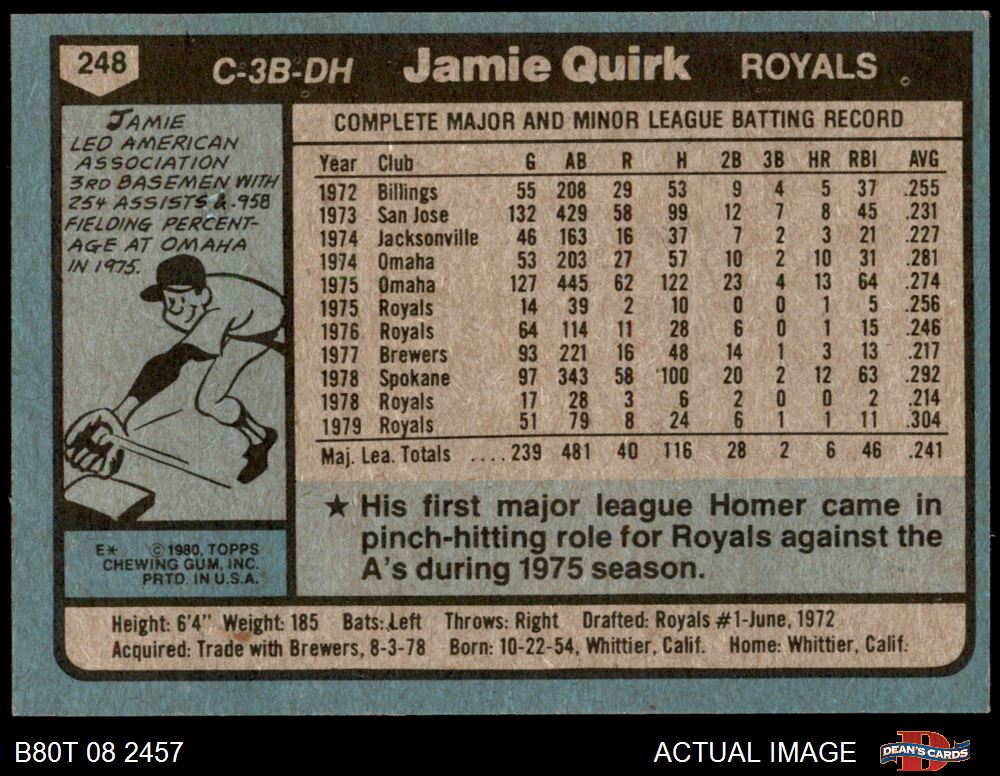 248 C-3B-DH Jamie Quirk ROYALS
JAMIE
LED AMERICAN
ASSOCIATION
3RD BASEMEN WITH
254 ASSISTS & .958
FIELDING PERCENT-
AGE AT OMAHA
IN 1975.
COMPLETE MAJOR AND MINOR LEAGUE BATTING RECORD
Year Club G AB R H 2B 3B HR RBI AVG
1972 Billings 55 208 29 53 9 4 5 37 .255
1973 San Jose 132 429 58 99 12 7 8 45 .231
1974 Jacksonville 46 163 16 37 7 2 3 21 .227
1974 Omaha 53 203 27 57 10 2 10 31 .281
1975 Omaha 127 445 62 122 23 4 13 64 .274
1975 Royals 14 39 2 10 0 0 1 5 .256
1976 Royals 64 114 11 28 6 0 1 15 .246
1977 Brewers 93 221 16 48 14 1 3 13 .217
1978 Spokane 97 343 58 100 20 2 12 63 .292
1978 Royals 17 28 3 6 2 0 0 2 .214
1979 Royals 51 79 8 24 6 1 1 11 .304
Maj. Lea. Totals ....239 481 40 116 28 2 6 46 .241
★ His first major league Homer came in
pinch-hitting role for Royals against the
A's during 1975 season.
E* © 1980, TOPPS
CHEWING GUM, INC.
PRTD. IN U.S.A.
Height: 6'4" Weight: 185 Bats: Left Throws: Right Drafted: Royals #1-June, 1972
Acquired: Trade with Brewers, 8-3-78 Born: 10-22-54, Whittier, Calif. Home: Whittier, Calif.
B80T 08 2457 ACTUAL IMAGE DEAN'S CARDS